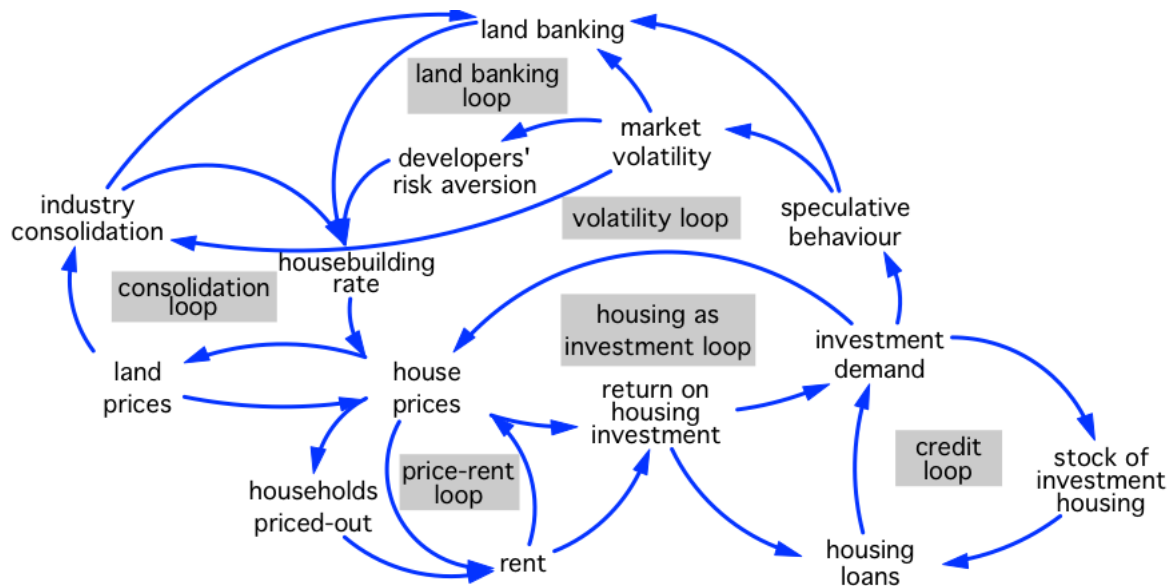 land banking
land banking
loop
market
volatility
developers'
risk aversion
industry
consolidation
volatility loop
speculative
behaviour
housebuilding
rate
consolidation
loop
housing as
investment loop
investment
demand
land
prices
house
prices
return on
housing
investment
credit
loop
stock of
investment
housing
price-rent
loop
households
priced-out
rent
housing
loans